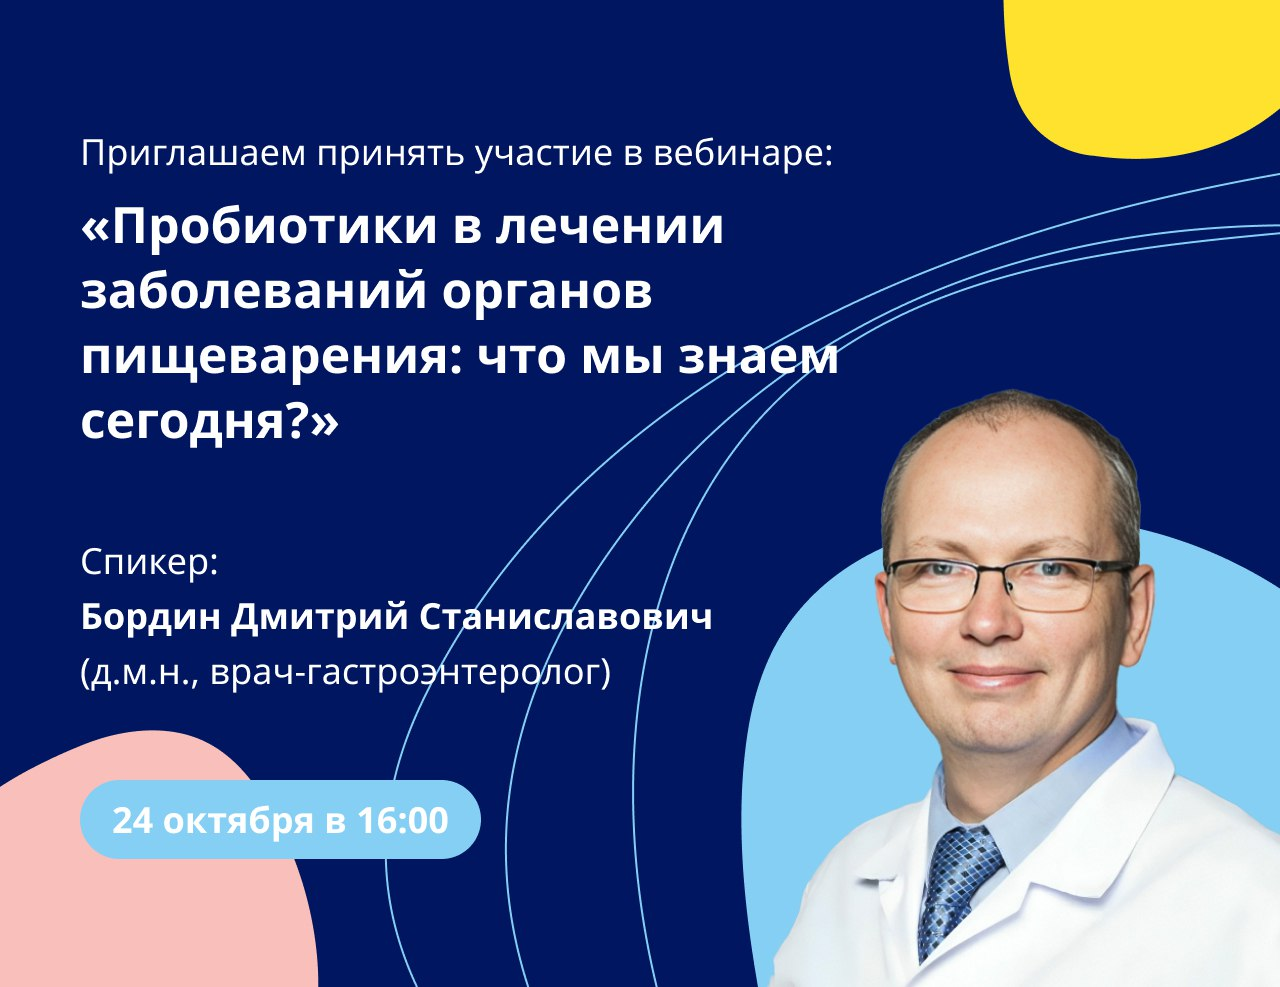 Приглашаем принять участие в вебинаре:
«Пробиотики в лечении
заболеваний органов
пищеварения: что мы знаем
сегодня?»
Спикер:
Бордин Дмитрий Станиславович
(д.м.н., врач-гастроэнтеролог)
24 октября в 16:00